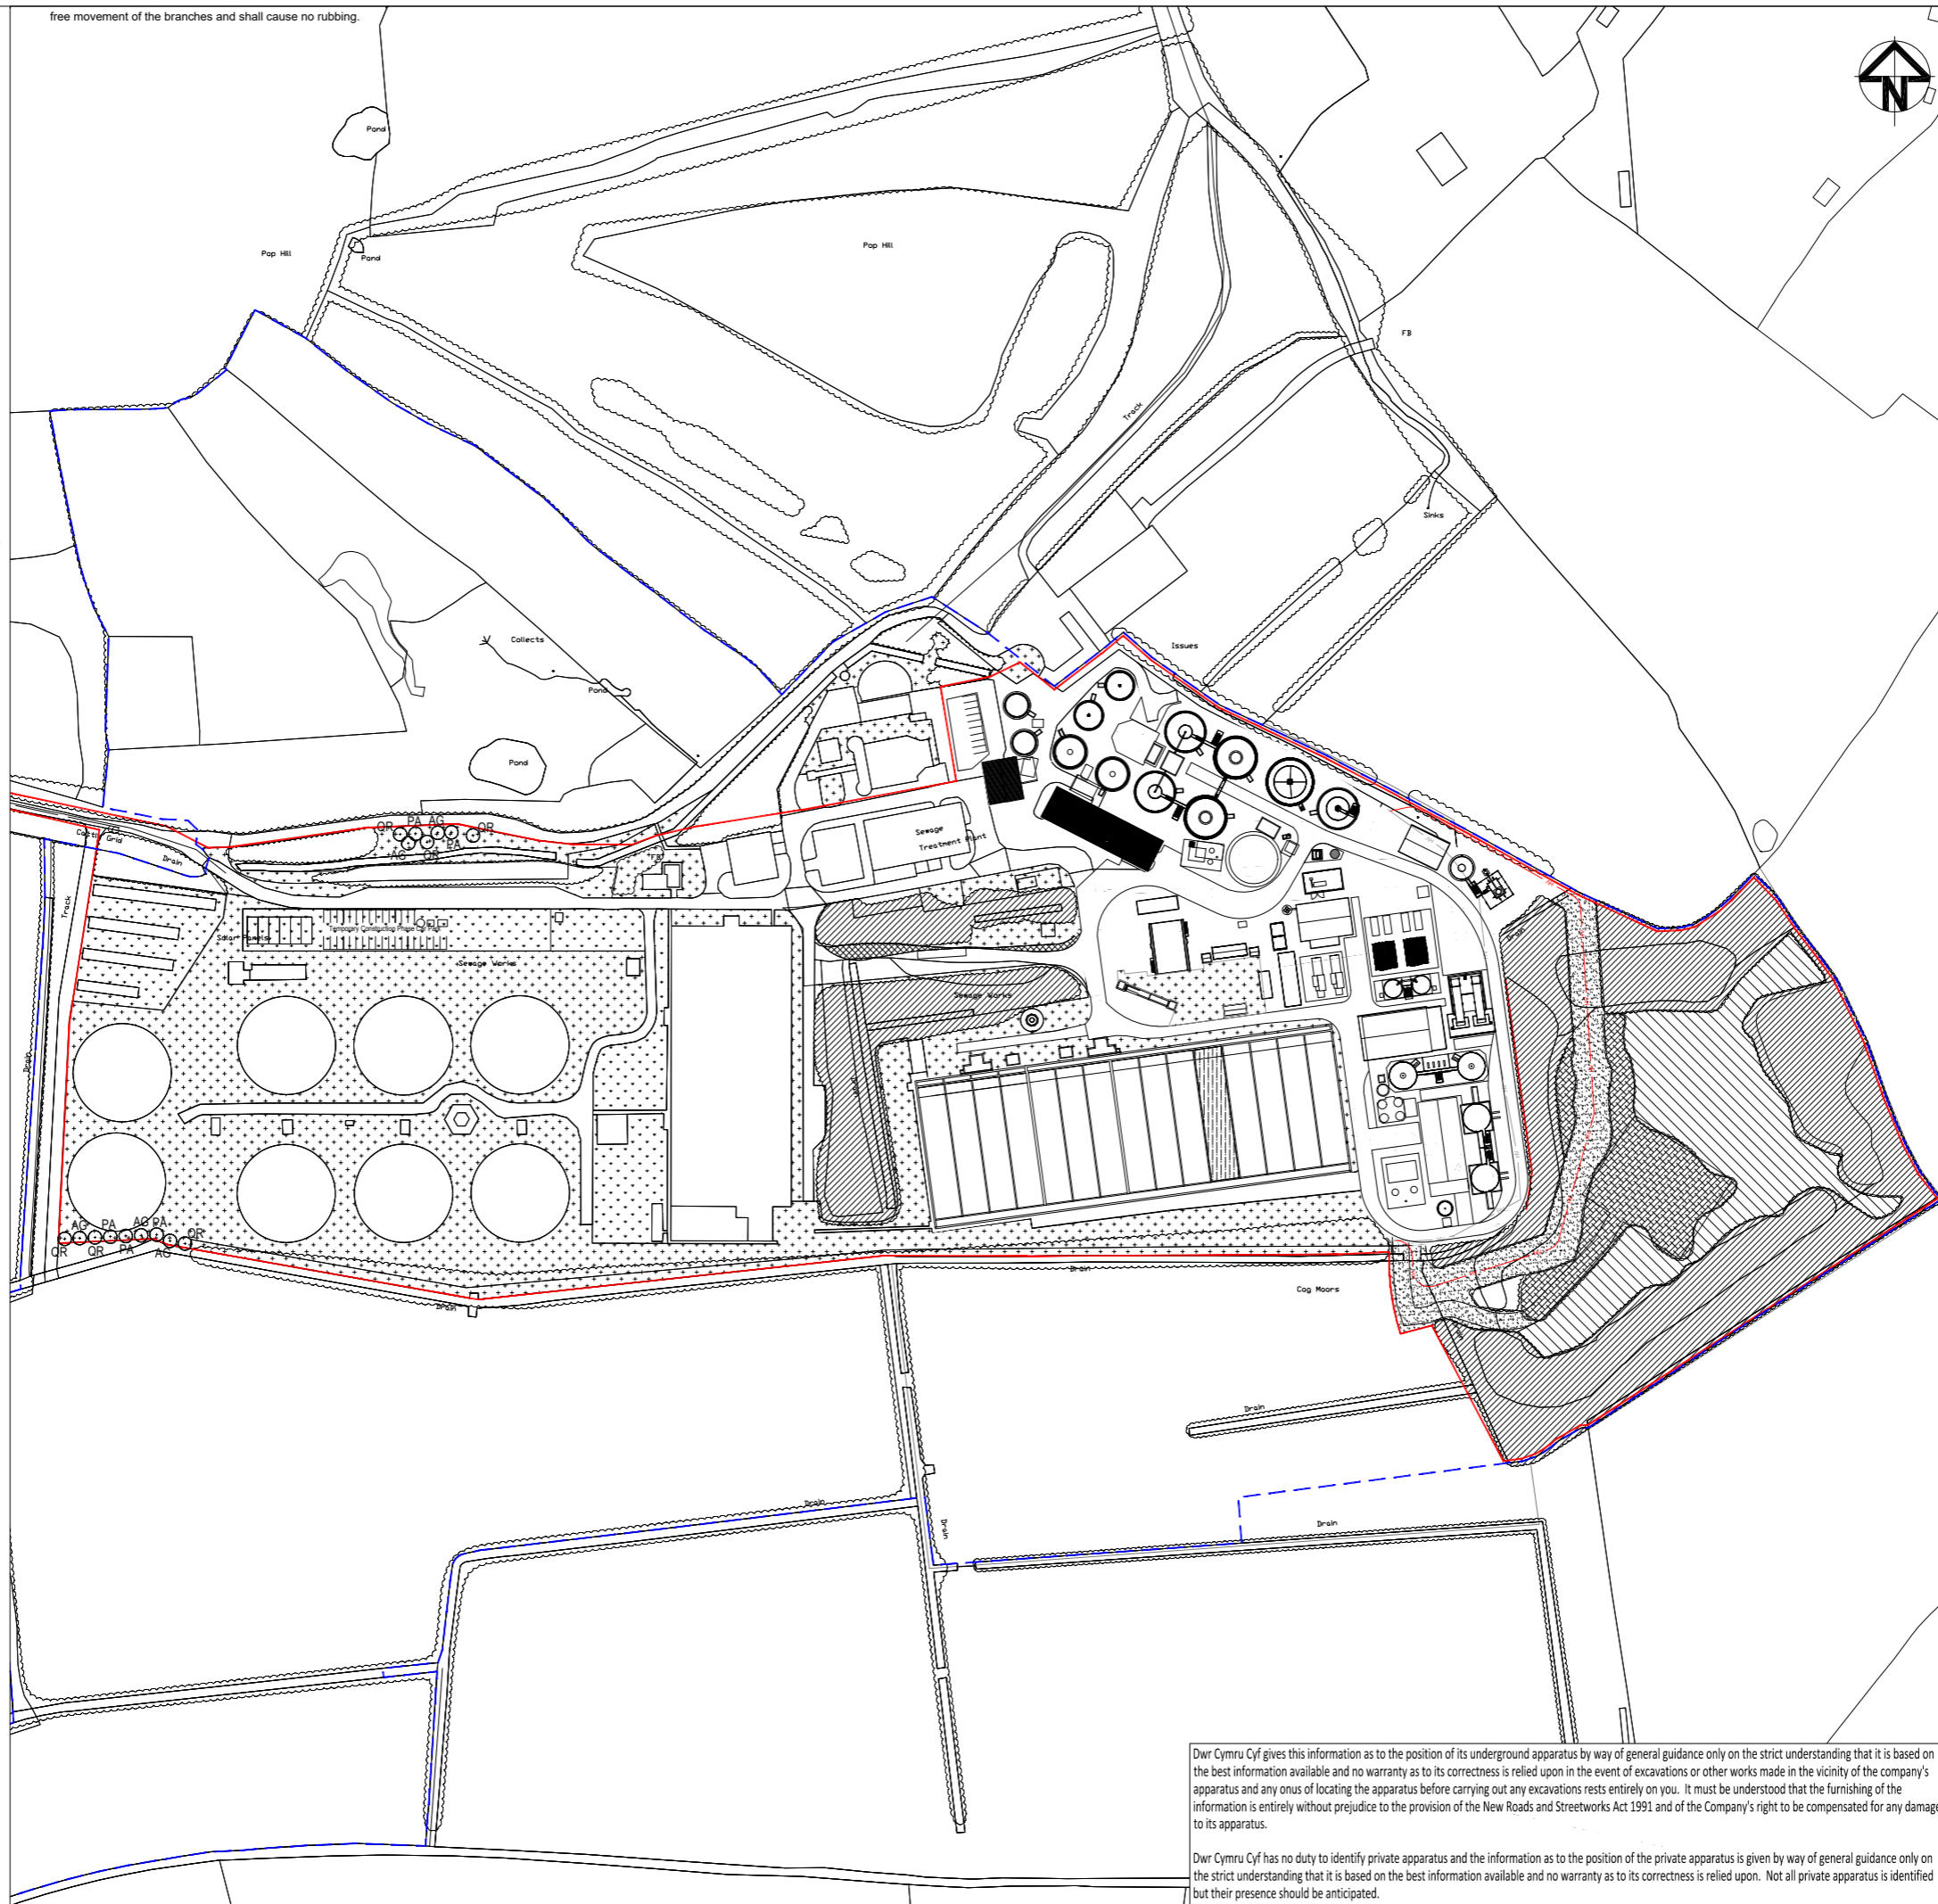 free movement of the branches and shall cause no rubbing.
N
Pond
Pop Hill
Pond
Pop Hill
FB
Track
Sinks
Collects
Issues
Pond
Pond
QR PA AG QR
AG QR PA
Grid
Drain
FB
Sewage
Treatment Plant
Track
Solar Panels
Temporary Construction Phase Car Park
Sewage Works
Drain
Sewage Works
Drain
Drain
AG PA AG PA QR
QR QR PA AG
Drain
Drain
Cog Moors
Drain
Drain
Drain
Drain
Drain
Dwr Cymru Cyf gives this information as to the position of its underground apparatus by way of general guidance only on the strict understanding that it is based on
the best information available and no warranty as to its correctness is relied upon in the event of excavations or other works made in the vicinity of the company's
apparatus and any onus of locating the apparatus before carrying out any excavations rests entirely on you. It must be understood that the furnishing of the
information is entirely without prejudice to the provision of the New Roads and Streetworks Act 1991 and of the Company's right to be compensated for any damage
to its apparatus.
Dwr Cymru Cyf has no duty to identify private apparatus and the information as to the position of the private apparatus is given by way of general guidance only on
the strict understanding that it is based on the best information available and no warranty as to its correctness is relied upon. Not all private apparatus is identified
but their presence should be anticipated.